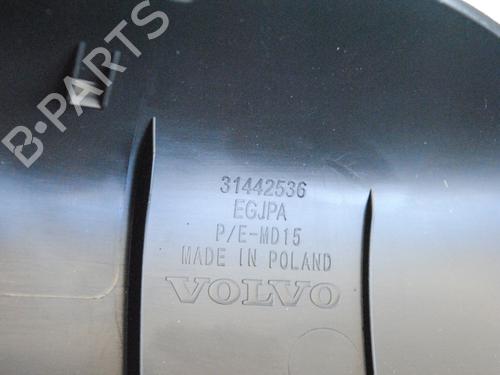 B-PARTS
31442536
EGJPA
P/E-MD15
MADE IN POLAND
VOLVO